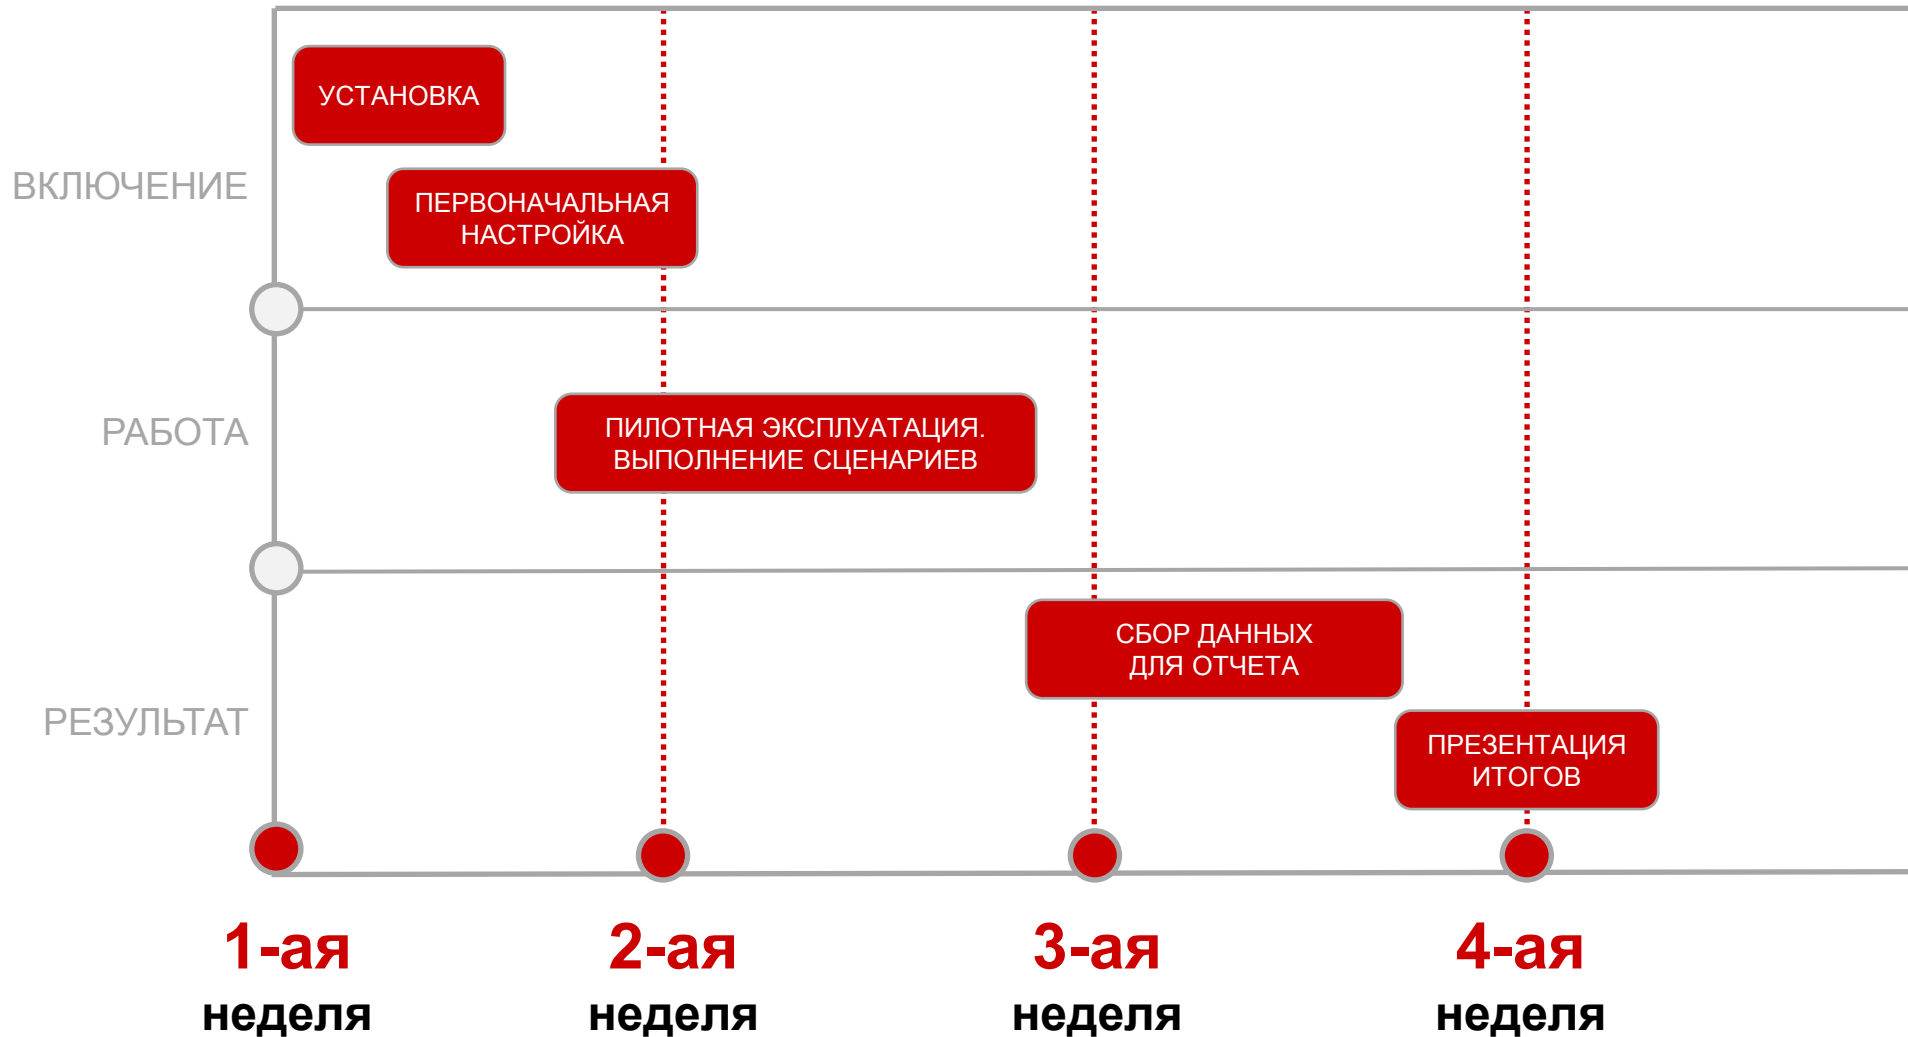 УСТАНОВКА
ВКЛЮЧЕНИЕ
ПЕРВОНАЧАЛЬНАЯ
НАСТРОЙКА
РАБОТА
ПИЛОТНАЯ ЭКСПЛУАТАЦИЯ.
ВЫПОЛНЕНИЕ СЦЕНАРИЕВ
РЕЗУЛЬТАТ
СБОР ДАННЫХ
ДЛЯ ОТЧЕТА
ПРЕЗЕНТАЦИЯ
ИТОГОВ
1-ая
неделя
2-ая
неделя
3-ая
неделя
4-ая
неделя